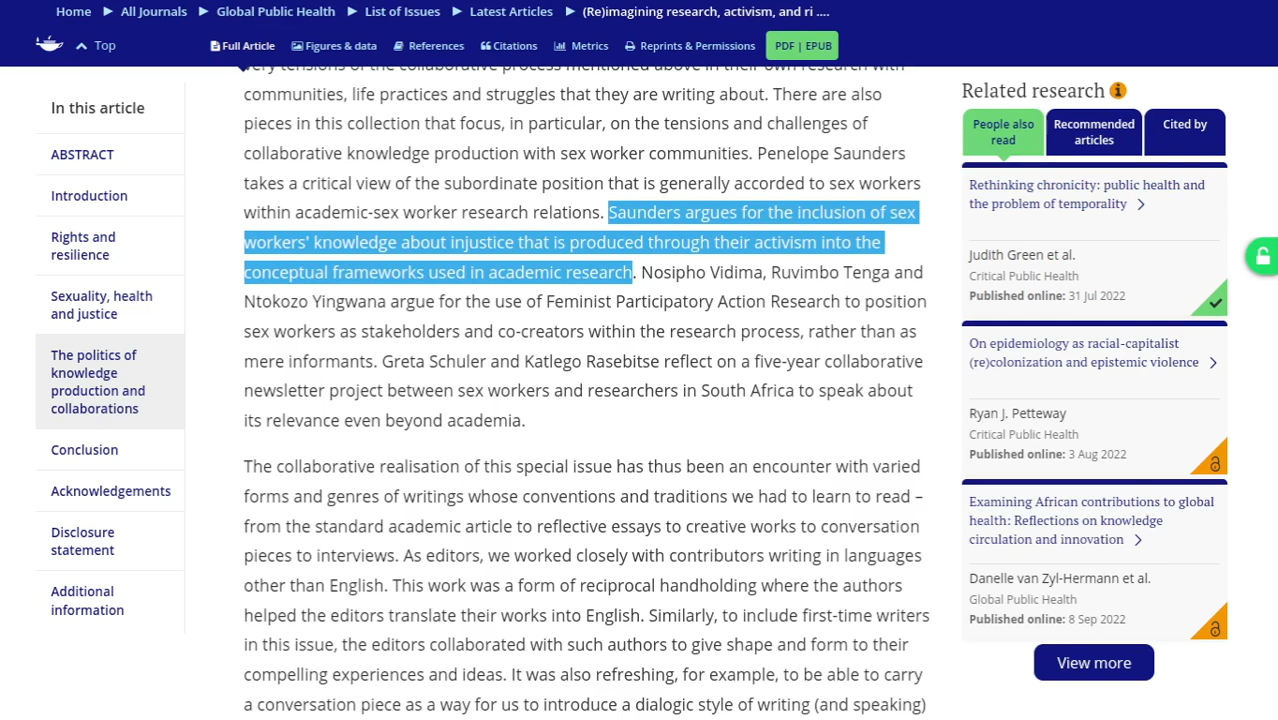 Home ▶ All Journals ▶ Global Public Health ▶ List of Issues ▶ Latest Articles ▶ (Re)imagining research, activism, and ri ....
Top
Full Article Figures & data References Citations Metrics Reprints & Permissions PDF | EPUB
In this article
ABSTRACT
Introduction
Rights and
resilience
Sexuality, health
and justice
The politics of
knowledge
production and
collaborations
Conclusion
Acknowledgements
Disclosure
statement
Additional
information
very tensions of the collaborative process mentioned above in their own research with
communities, life practices and struggles that they are writing about. There are also
pieces in this collection that focus, in particular, on the tensions and challenges of
collaborative knowledge production with sex worker communities. Penelope Saunders
takes a critical view of the subordinate position that is generally accorded to sex workers
within academic-sex worker research relations. Saunders argues for the inclusion of sex
workers' knowledge about injustice that is produced through their activism into the
conceptual frameworks used in academic research. Nosipho Vidima, Ruvimbo Tenga and
Ntokozo Yingwana argue for the use of Feminist Participatory Action Research to position
sex workers as stakeholders and co-creators within the research process, rather than as
mere informants. Greta Schuler and Katlego Rasebitse reflect on a five-year collaborative
newsletter project between sex workers and researchers in South Africa to speak about
its relevance even beyond academia.
The collaborative realisation of this special issue has thus been an encounter with varied
forms and genres of writings whose conventions and traditions we had to learn to read –
from the standard academic article to reflective essays to creative works to conversation
pieces to interviews. As editors, we worked closely with contributors writing in languages
other than English. This work was a form of reciprocal handholding where the authors
helped the editors translate their works into English. Similarly, to include first-time writers
in this issue, the editors collaborated with such authors to give shape and form to their
compelling experiences and ideas. It was also refreshing, for example, to be able to carry
a conversation piece as a way for us to introduce a dialogic style of writing (and speaking)
Related research
People also
read
Recommended
articles
Cited by
Rethinking chronicity: public health and
the problem of temporality
Judith Green et al.
Critical Public Health
Published online: 31 Jul 2022
On epidemiology as racial-capitalist
(re)colonization and epistemic violence
Ryan J. Petteway
Critical Public Health
Published online: 3 Aug 2022
Examining African contributions to global
health: Reflections on knowledge
circulation and innovation
Danelle van Zyl-Hermann et al.
Global Public Health
Published online: 8 Sep 2022
View more